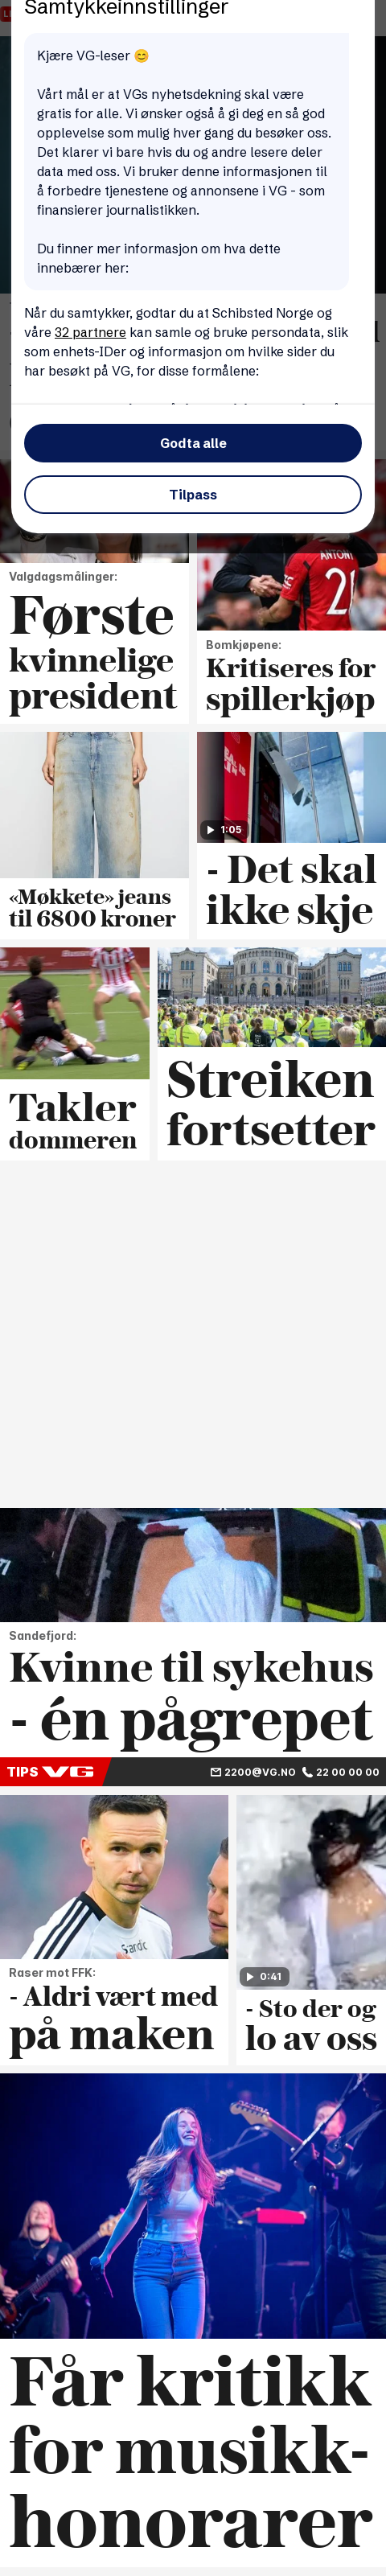 Samtykkeinnstillinger
Kjære VG-leser 😊
Vårt mål er at VGs nyhetsdekning skal være
gratis for alle. Vi ønsker også å gi deg en så god
opplevelse som mulig hver gang du besøker oss.
Det klarer vi bare hvis du og andre lesere deler
data med oss. Vi bruker denne informasjonen til
å forbedre tjenestene og annonsene i VG - som
finansierer journalistikken.
Du finner mer informasjon om hva dette
innebærer her:
Når du samtykker, godtar du at Schibsted Norge og
våre 32 partnere kan samle og bruke persondata, slik
som enhets-IDer og informasjon om hvilke sider du
har besøkt på VG, for disse formålene:
Godta alle
Tilpass
Valgdagsmålinger:
Første
kvinnelige
president
ANTONY
21
Bomkjøpene:
Kritiseres for
spillerkjøp
«Møkkete» jeans
til 6800 kroner
1:05
- Det skal
ikke skje
Takler
dommeren
Streiken
fortsetter
Sandefjord:
Kvinne til sykehus
- én pågrepet
TIPS VG 2200@VG.NO 22 00 00 00
Raser mot FFK:
- Aldri vært med
på maken
0:41
- Sto der og
lo av oss
Får kritikk
for musikk-
honorarer